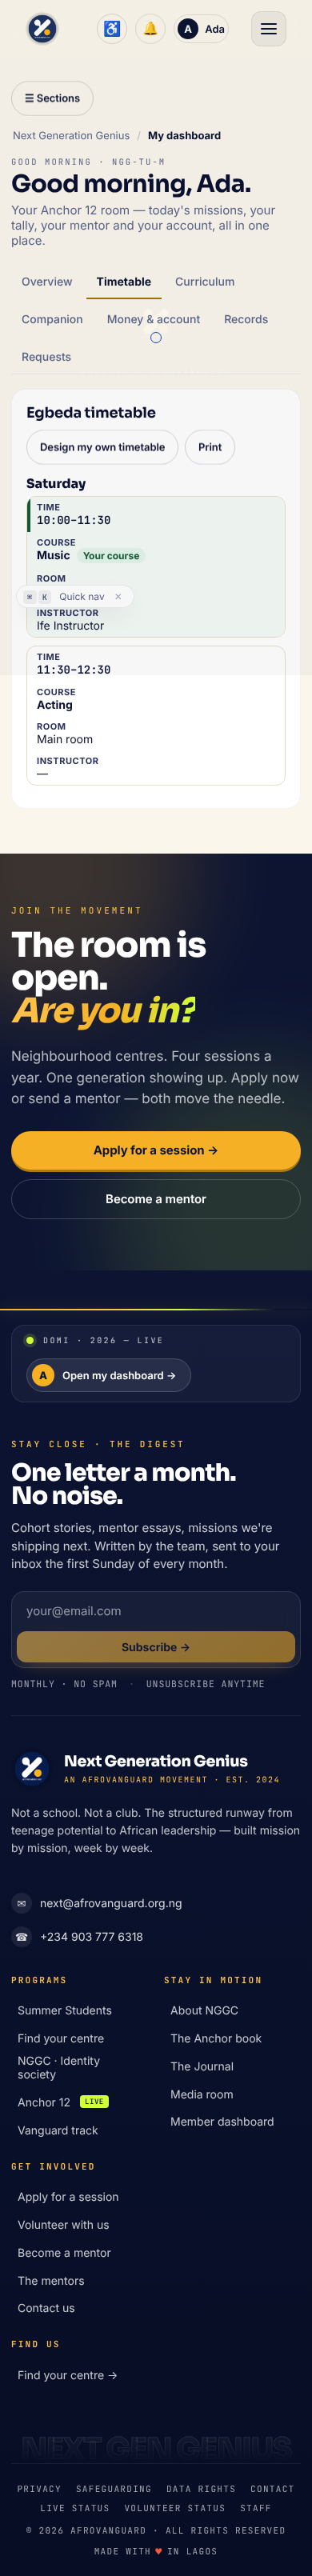 A Ada
☰ Sections
Next Generation Genius / My dashboard
GOOD MORNING · NGG-TU-M
Good morning, Ada.
Your Anchor 12 room — today's missions, your
tally, your mentor and your account, all in one
place.
Overview Timetable Curriculum
Companion Money & account Records
Requests
Egbeda timetable
Design my own timetable Print
Saturday
TIME
10:00–11:30
COURSE
Music Your course
ROOM
⌘ K Quick nav ×
INSTRUCTOR
Ife Instructor
TIME
11:30–12:30
COURSE
Acting
ROOM
Main room
INSTRUCTOR
—
JOIN THE MOVEMENT
The room is
open.
Are you in?
Neighbourhood centres. Four sessions a
year. One generation showing up. Apply now
or send a mentor — both move the needle.
Apply for a session →
Become a mentor
DOMI · 2026 — LIVE
A Open my dashboard →
STAY CLOSE · THE DIGEST
One letter a month.
No noise.
Cohort stories, mentor essays, missions we're
shipping next. Written by the team, sent to your
inbox the first Sunday of every month.
your@email.com
Subscribe →
MONTHLY · NO SPAM · UNSUBSCRIBE ANYTIME
Next Generation Genius
AN AFROVANGUARD MOVEMENT · EST. 2024
Not a school. Not a club. The structured runway from
teenage potential to African leadership — built mission
by mission, week by week.
✉ next@afrovanguard.org.ng
☎ +234 903 777 6318
PROGRAMS
Summer Students
Find your centre
NGGC · Identity
society
Anchor 12 LIVE
Vanguard track
STAY IN MOTION
About NGGC
The Anchor book
The Journal
Media room
Member dashboard
GET INVOLVED
Apply for a session
Volunteer with us
Become a mentor
The mentors
Contact us
FIND US
Find your centre →
NEXT GEN GENIUS
PRIVACY SAFEGUARDING DATA RIGHTS CONTACT
LIVE STATUS VOLUNTEER STATUS STAFF
© 2026 AFROVANGUARD · ALL RIGHTS RESERVED
MADE WITH ♥ IN LAGOS